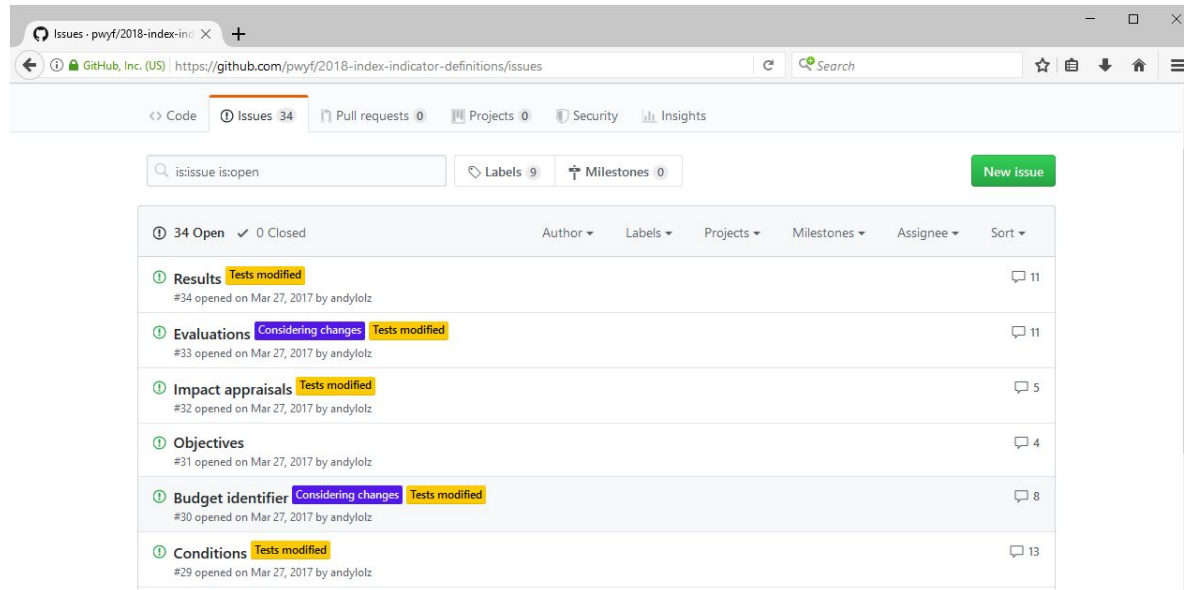 Issues · pwyf/2018-index-ind
GitHub, Inc. (US) https://github.com/pwyf/2018-index-indicator-definitions/issues Search
Code Issues 34 Pull requests 0 Projects 0 Security Insights
is:issue is:open Labels 9 Milestones 0 New issue
34 Open 0 Closed Author Labels Projects Milestones Assignee Sort
Results Tests modified 11
#34 opened on Mar 27, 2017 by andylolz
Evaluations Considering changes Tests modified 11
#33 opened on Mar 27, 2017 by andylolz
Impact appraisals Tests modified 5
#32 opened on Mar 27, 2017 by andylolz
Objectives 4
#31 opened on Mar 27, 2017 by andylolz
Budget identifier Considering changes Tests modified 8
#30 opened on Mar 27, 2017 by andylolz
Conditions Tests modified 13
#29 opened on Mar 27, 2017 by andylolz